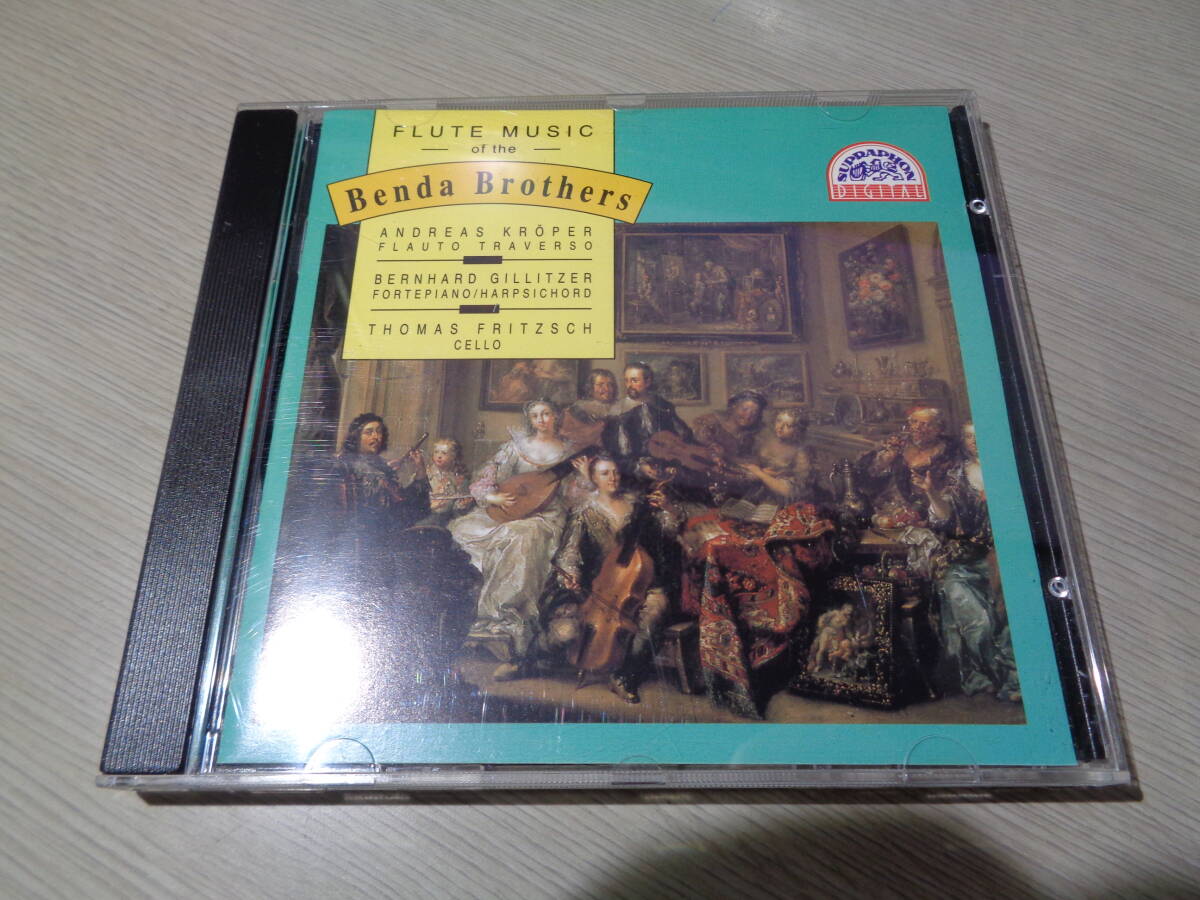 FLUTE MUSIC
of the
Benda Brothers
ANDREAS KRÖPER
FLAUTO TRAVERSO
BERNHARD GILLITZER
FORTEPIANO/HARPSICHORD
THOMAS FRITZSCH
CELLO
SUPRAPHON
DIGITAL